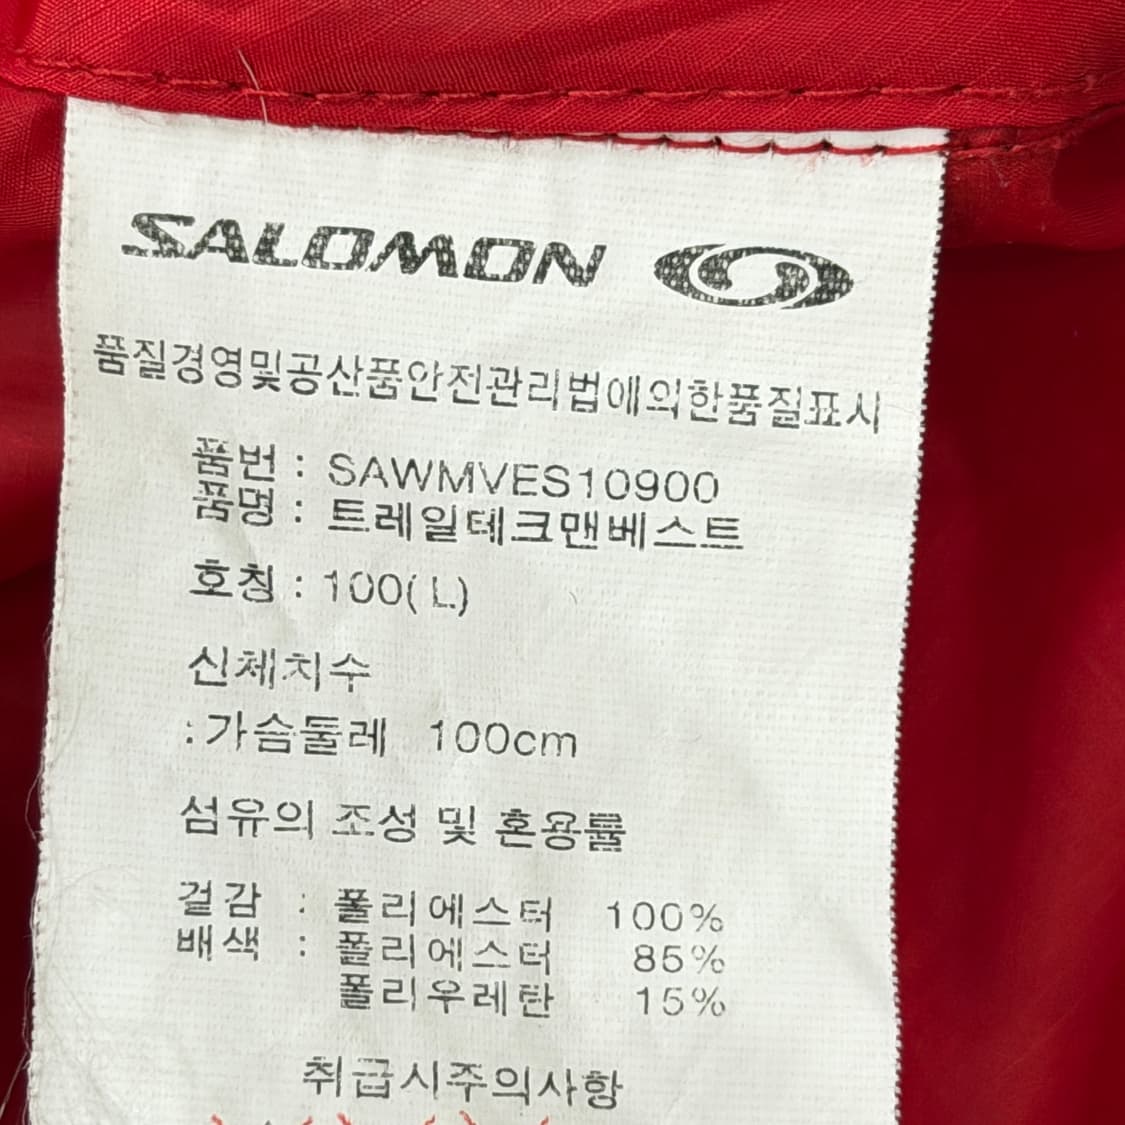 SALOMON
품질경영및공산품안전관리법에의한품질표시
품번 : SAWMVES10900
품명 : 트레일테크맨베스트
호칭 : 100( L)
신체치수
:가슴둘레 100cm
섬유의 조성 및 혼용률
겉감 : 폴리에스터 100%
배색 : 폴리에스터 85%
폴리우레탄 15%
취급시주의사항